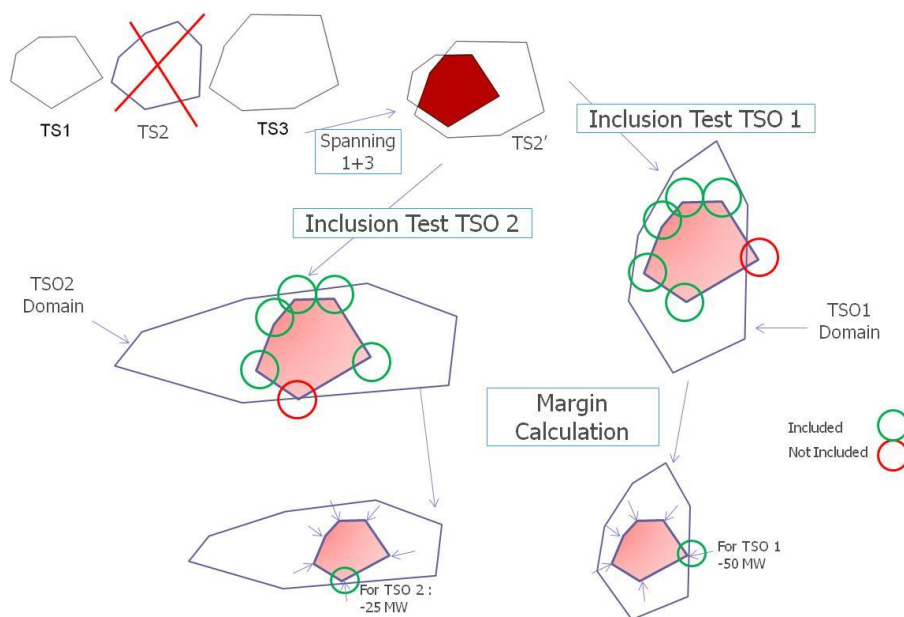 TS1
TS2
TS3
Spanning
1+3
TS2′
Inclusion Test TSO 1
Inclusion Test TSO 2
TSO2
Domain
TSO1
Domain
Margin
Calculation
Included
Not Included
For TSO 2 :
-25 MW
For TSO 1
-50 MW